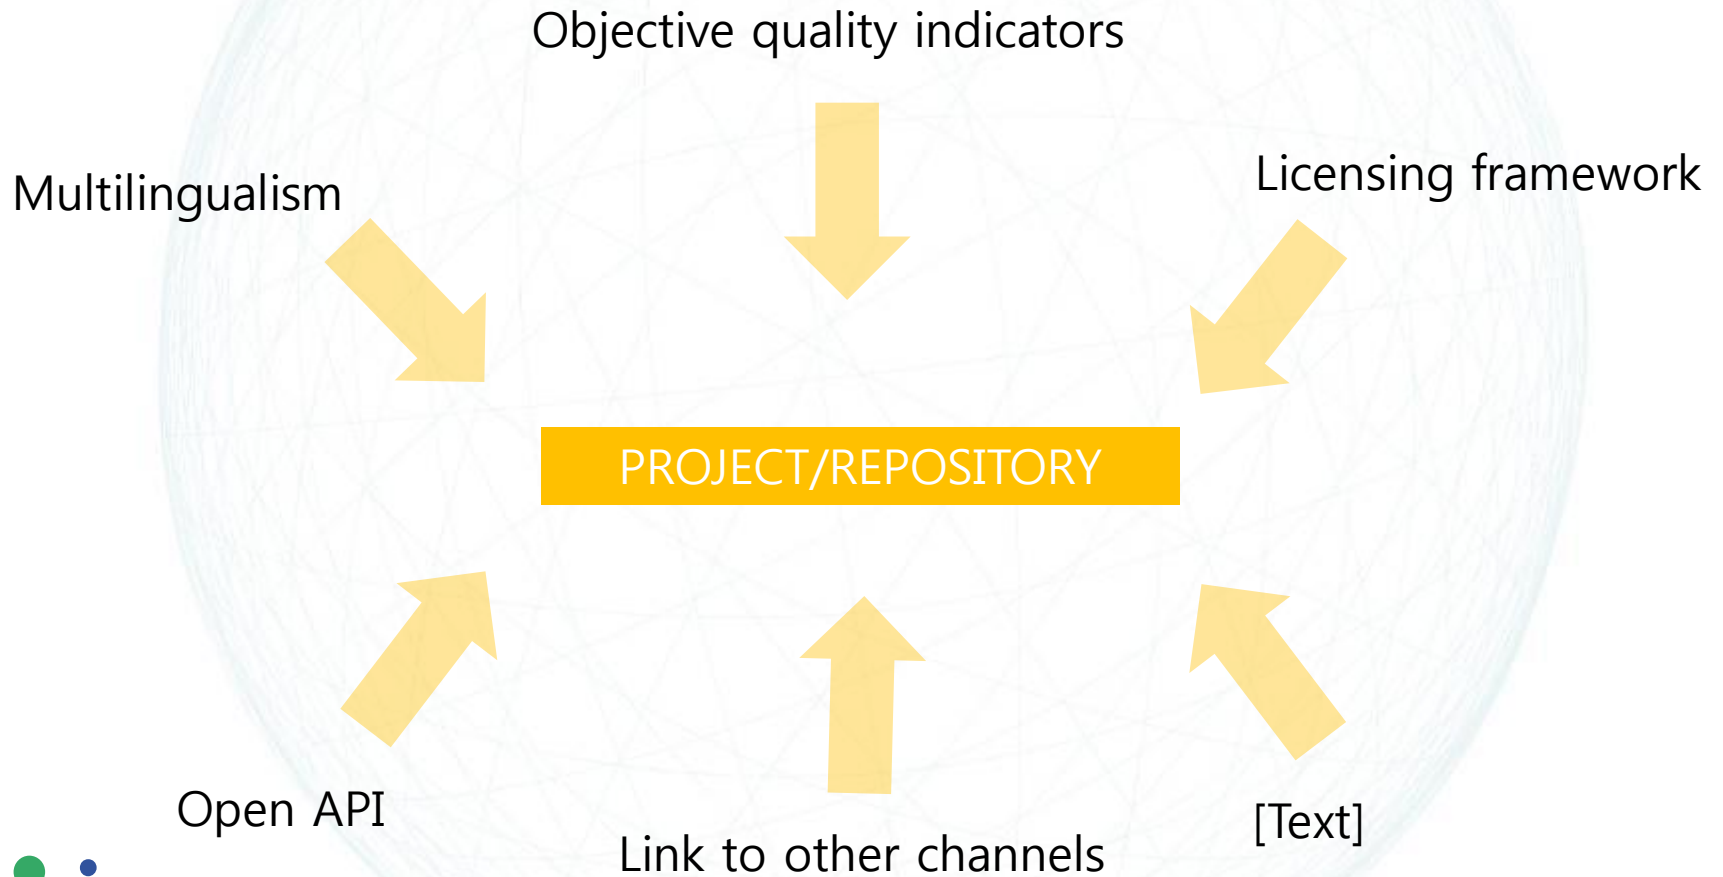 Objective quality indicators
Multilingualism
Licensing framework
PROJECT/REPOSITORY
Open API
Link to other channels
[Text]